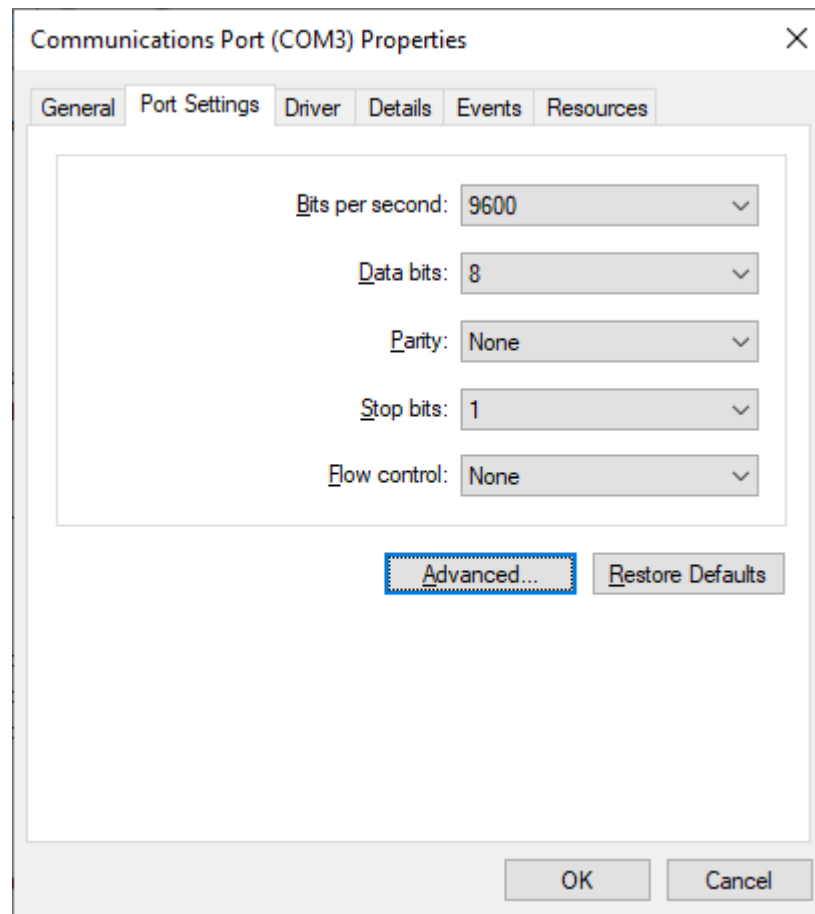 Communications Port (COM3) Properties
General Port Settings Driver Details Events Resources
Bits per second: 9600
Data bits: 8
Parity: None
Stop bits: 1
Flow control: None
Advanced... Restore Defaults
OK Cancel